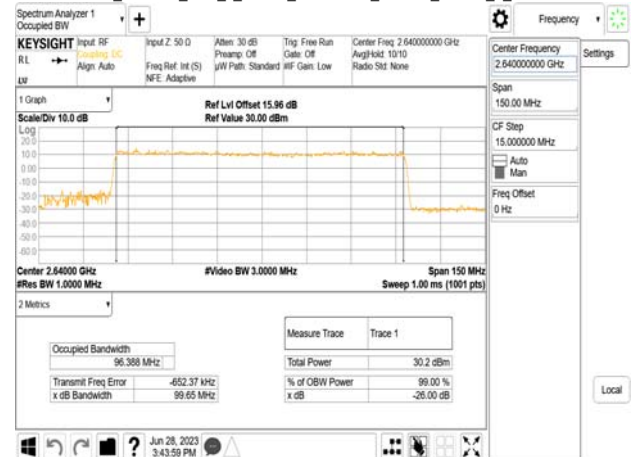 Spectrum Analyzer 1
Occupied BW
Frequency
KEYSIGHT Input: RF
Coupling: DC
Align: Auto
RL
LW
Input Z: 50 Ω
Freq Ref: Int (S)
NFE: Adaptive
Atten: 30 dB
Preamp: Off
µW Path: Standard
Trig: Free Run
Gate: Off
#IF Gain: Low
Center Freq: 2.640000000 GHz
Avg|Hold: 10/10
Radio Std: None
Center Frequency
2.640000000 GHz
Settings
Span
150.00 MHz
CF Step
15.000000 MHz
Auto
Man
Freq Offset
0 Hz
1 Graph
Scale/Div 10.0 dB
Ref Lvl Offset 15.96 dB
Ref Value 30.00 dBm
Log
20.0
10.0
0.00
-10.0
-20.0
-30.0
-40.0
-50.0
-60.0
Center 2.64000 GHz
#Res BW 1.0000 MHz
#Video BW 3.0000 MHz
Span 150 MHz
Sweep 1.00 ms (1001 pts)
2 Metrics
Occupied Bandwidth
96.388 MHz
Transmit Freq Error -652.37 kHz
x dB Bandwidth 99.65 MHz
Measure Trace Trace 1
Total Power 30.2 dBm
% of OBW Power 99.00 %
x dB -26.00 dB
Local
Jun 28, 2023
3:43:59 PM